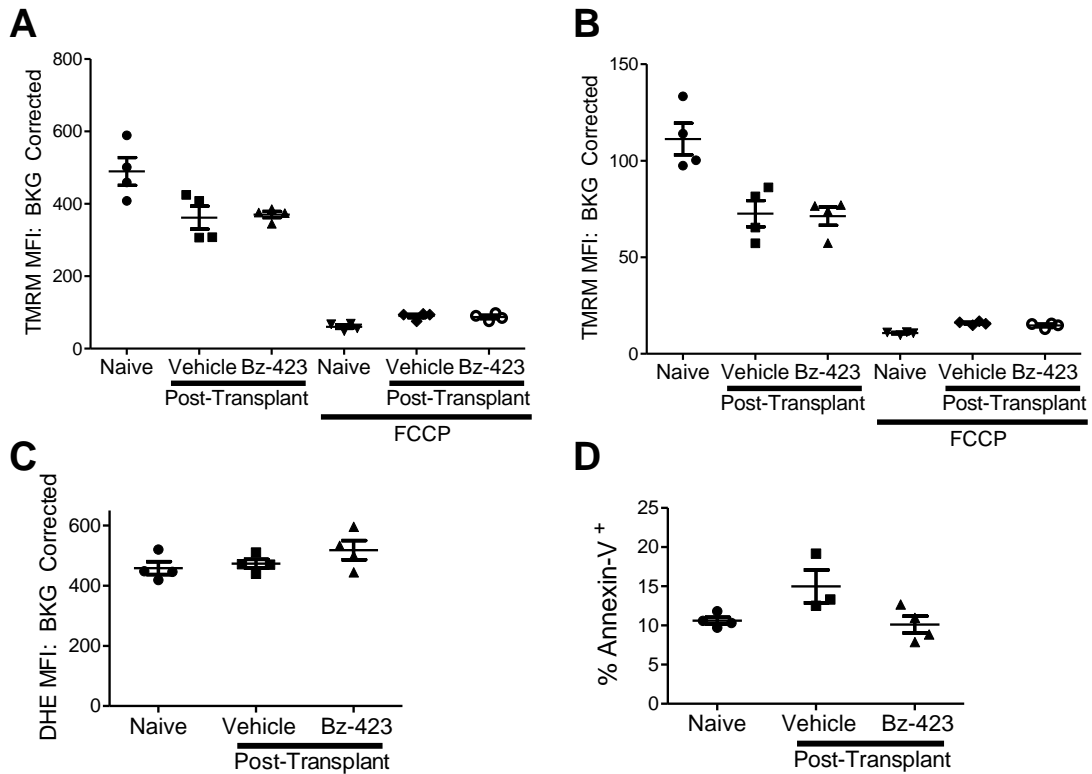 A
TMRM MFI: BKG Corrected
800
600
400
200
0
Naive Vehicle Bz-423 Naive Vehicle Bz-423
Post-Transplant Post-Transplant
FCCP
B
TMRM MFI: BKG Corrected
150
100
50
0
Naive Vehicle Bz-423 Naive Vehicle Bz-423
Post-Transplant Post-Transplant
FCCP
C
DHE MFI: BKG Corrected
600
400
200
0
Naive Vehicle Bz-423
Post-Transplant
D
% Annexin-V +
25
20
15
10
5
0
Naive Vehicle Bz-423
Post-Transplant